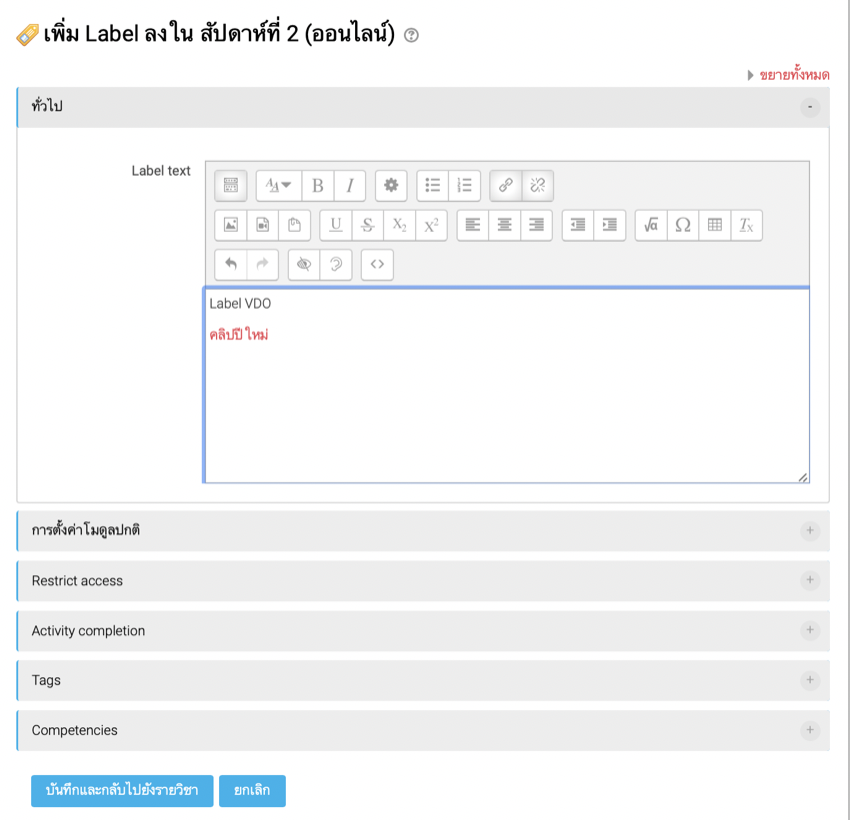 เพิ่ม Label ลงใน สัปดาห์ที่ 2 (ออนไลน์)
ขยายทั้งหมด
ทั่วไป
Label text
Label VDO
คลิปปี ใหม่
การตั้งค่าโมดูลปกติ
Restrict access
Activity completion
Tags
Competencies
บันทึกและกลับไปยังรายวิชา ยกเลิก